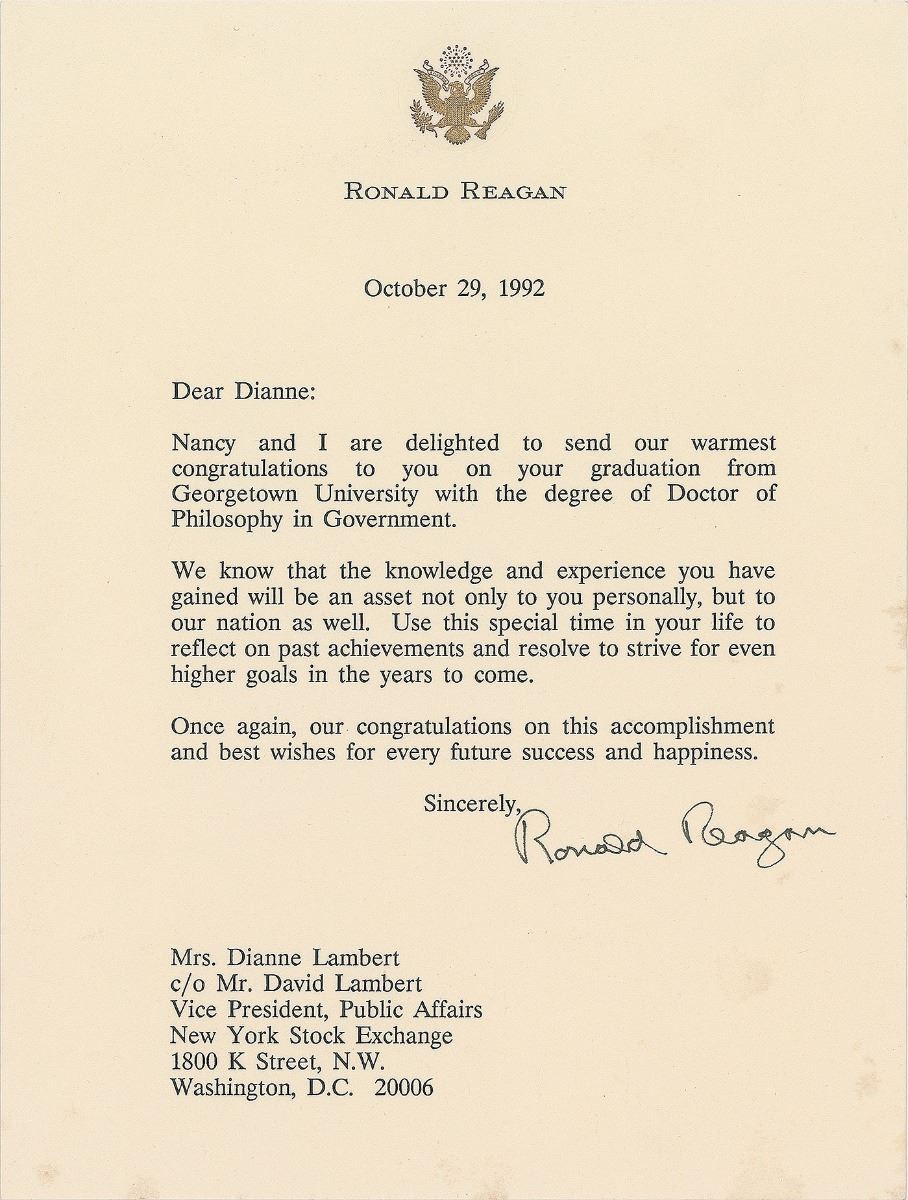 RONALD REAGAN
October 29, 1992
Dear Dianne:
Nancy and I are delighted to send our warmest
congratulations to you on your graduation from
Georgetown University with the degree of Doctor of
Philosophy in Government.
We know that the knowledge and experience you have
gained will be an asset not only to you personally, but to
our nation as well. Use this special time in your life to
reflect on past achievements and resolve to strive for even
higher goals in the years to come.
Once again, our congratulations on this accomplishment
and best wishes for every future success and happiness.
Sincerely,
Ronald Reagan
Mrs. Dianne Lambert
c/o Mr. David Lambert
Vice President, Public Affairs
New York Stock Exchange
1800 K Street, N.W.
Washington, D.C. 20006